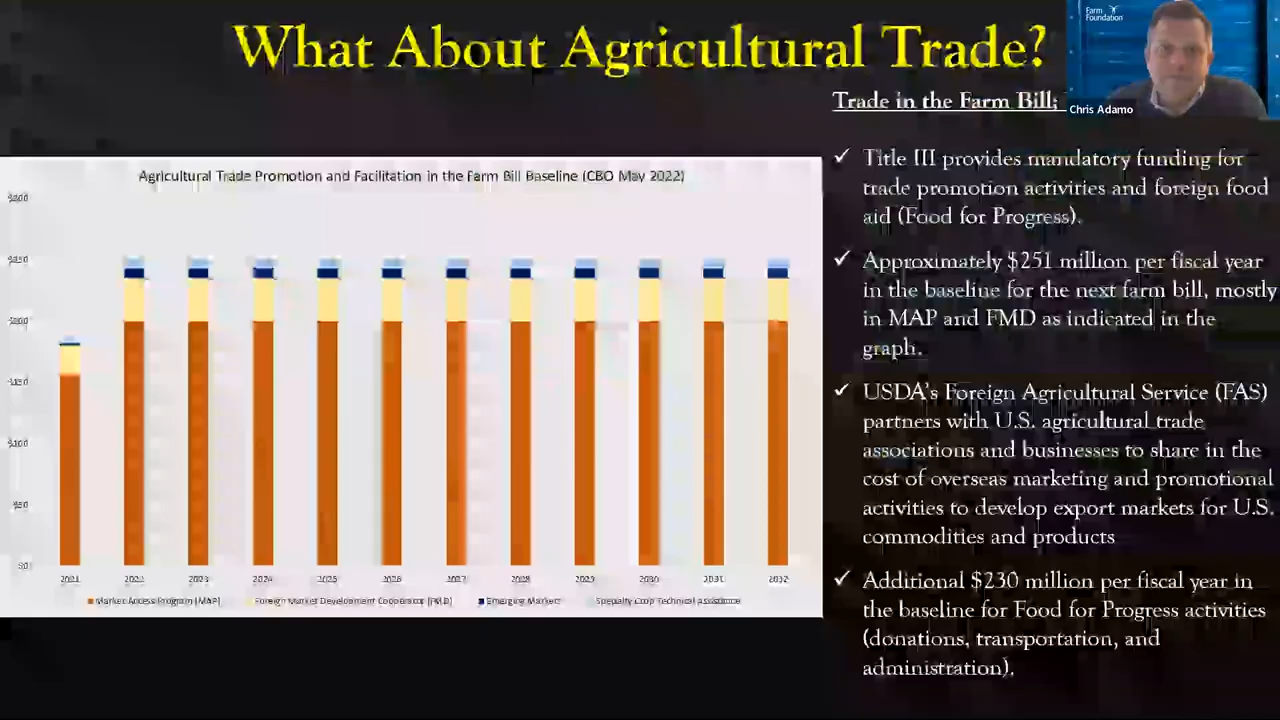 What About Agricultural Trade?
Farm
Foundation
Chris Adamo
Trade in the Farm Bill;
Agricultural Trade Promotion and Facilitation in the Farm Bill Baseline (CBO May 2022)
$200
$150
$100
$50
$0
2021 2022 2023 2024 2025 2026 2027 2028 2029 2030 2031 2032
Market Access Program (MAP) Foreign Market Development Cooperator (FMD) Emerging Markets Specialty Crop Technical Assistance
✓ Title III provides mandatory funding for
trade promotion activities and foreign food
aid (Food for Progress).
✓ Approximately $251 million per fiscal year
in the baseline for the next farm bill, mostly
in MAP and FMD as indicated in the
graph.
✓ USDA's Foreign Agricultural Service (FAS)
partners with U.S. agricultural trade
associations and businesses to share in the
cost of overseas marketing and promotional
activities to develop export markets for U.S.
commodities and products
✓ Additional $230 million per fiscal year in
the baseline for Food for Progress activities
(donations, transportation, and
administration).